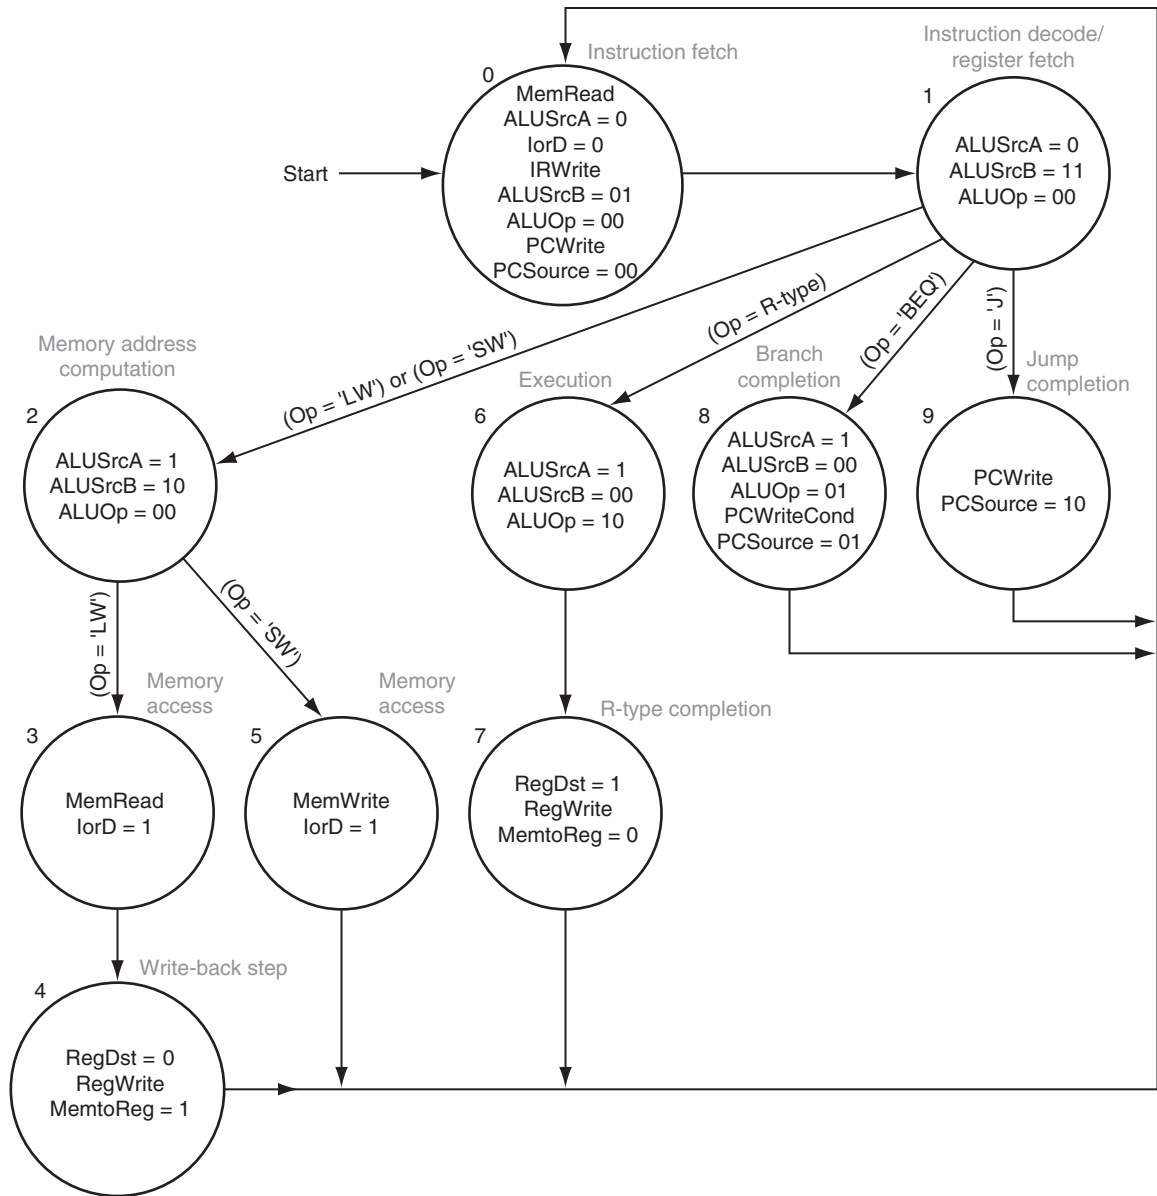 Instruction fetch
0
MemRead
ALUSrcA = 0
IorD = 0
IRWrite
ALUSrcB = 01
ALUOp = 00
PCWrite
PCSource = 00
Start
Instruction decode/
register fetch
1
ALUSrcA = 0
ALUSrcB = 11
ALUOp = 00
(Op = 'LW') or (Op = 'SW')
(Op = R-type)
(Op = 'BEQ')
(Op = 'J')
Memory address
computation
2
ALUSrcA = 1
ALUSrcB = 10
ALUOp = 00
Execution
6
ALUSrcA = 1
ALUSrcB = 00
ALUOp = 10
Branch
completion
8
ALUSrcA = 1
ALUSrcB = 00
ALUOp = 01
PCWriteCond
PCSource = 01
Jump
completion
9
PCWrite
PCSource = 10
(Op = 'LW')
(Op = 'SW')
Memory
access
3
MemRead
IorD = 1
Memory
access
5
MemWrite
IorD = 1
R-type completion
7
RegDst = 1
RegWrite
MemtoReg = 0
Write-back step
4
RegDst = 0
RegWrite
MemtoReg = 1